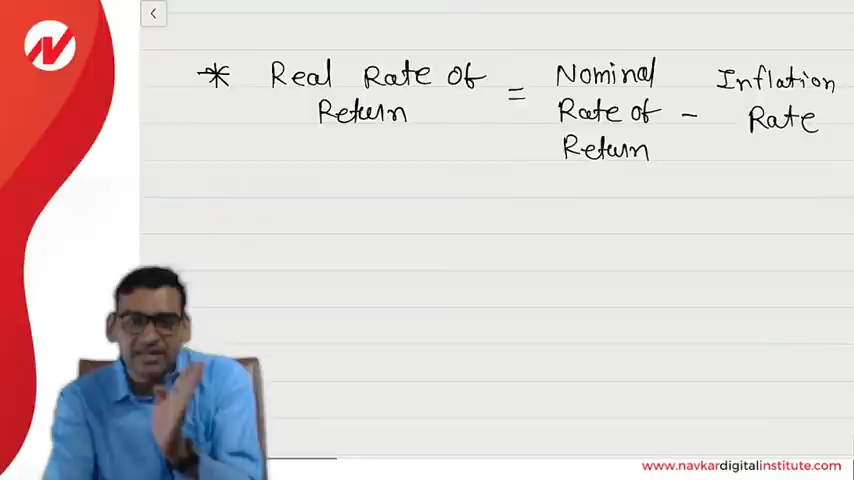 * Real Rate of Return = Nominal Rate of Return - Inflation Rate
N
www.navkardigitalinstitute.com